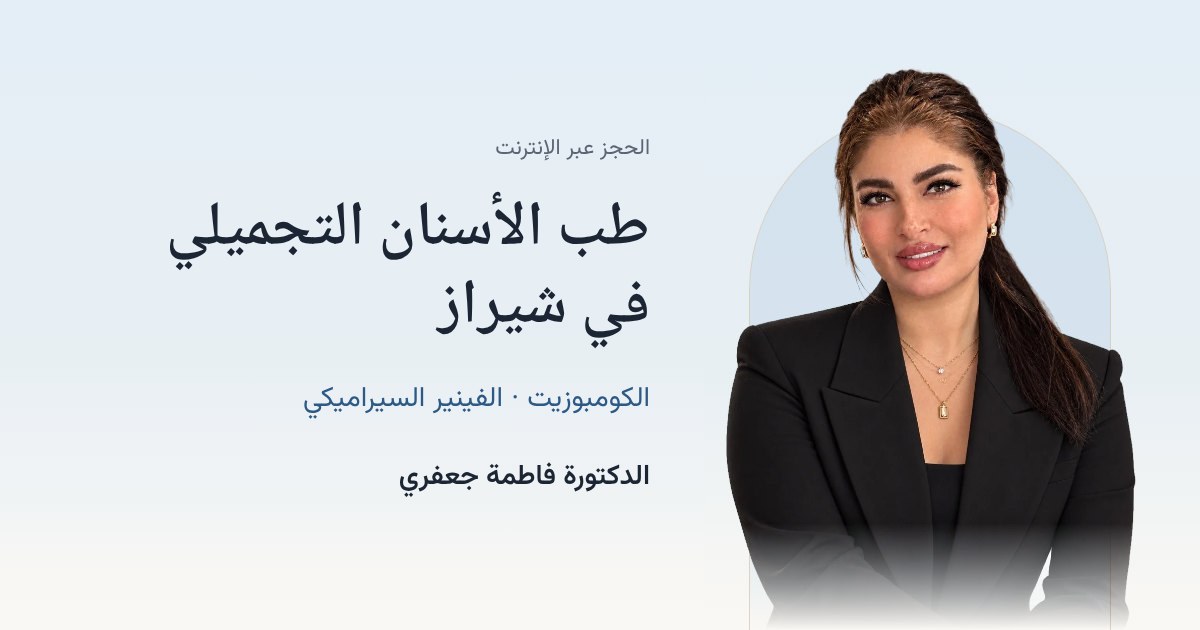 الحجز عبر الإنترنت
طب الأسنان التجميلي
في شيراز
الكومبوزيت · الفينير السيراميكي
الدكتورة فاطمة جعفري